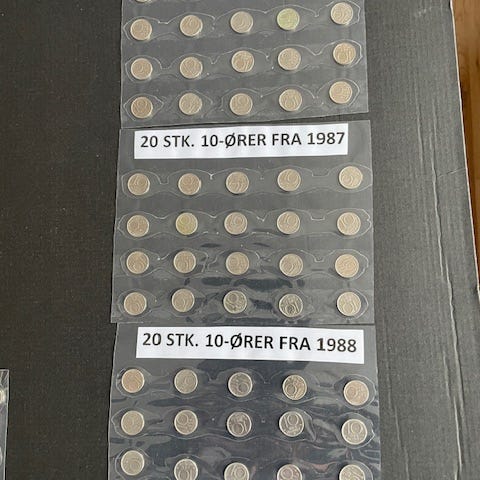 20 STK. 10-ØRER FRA 1987
20 STK. 10-ØRER FRA 1988